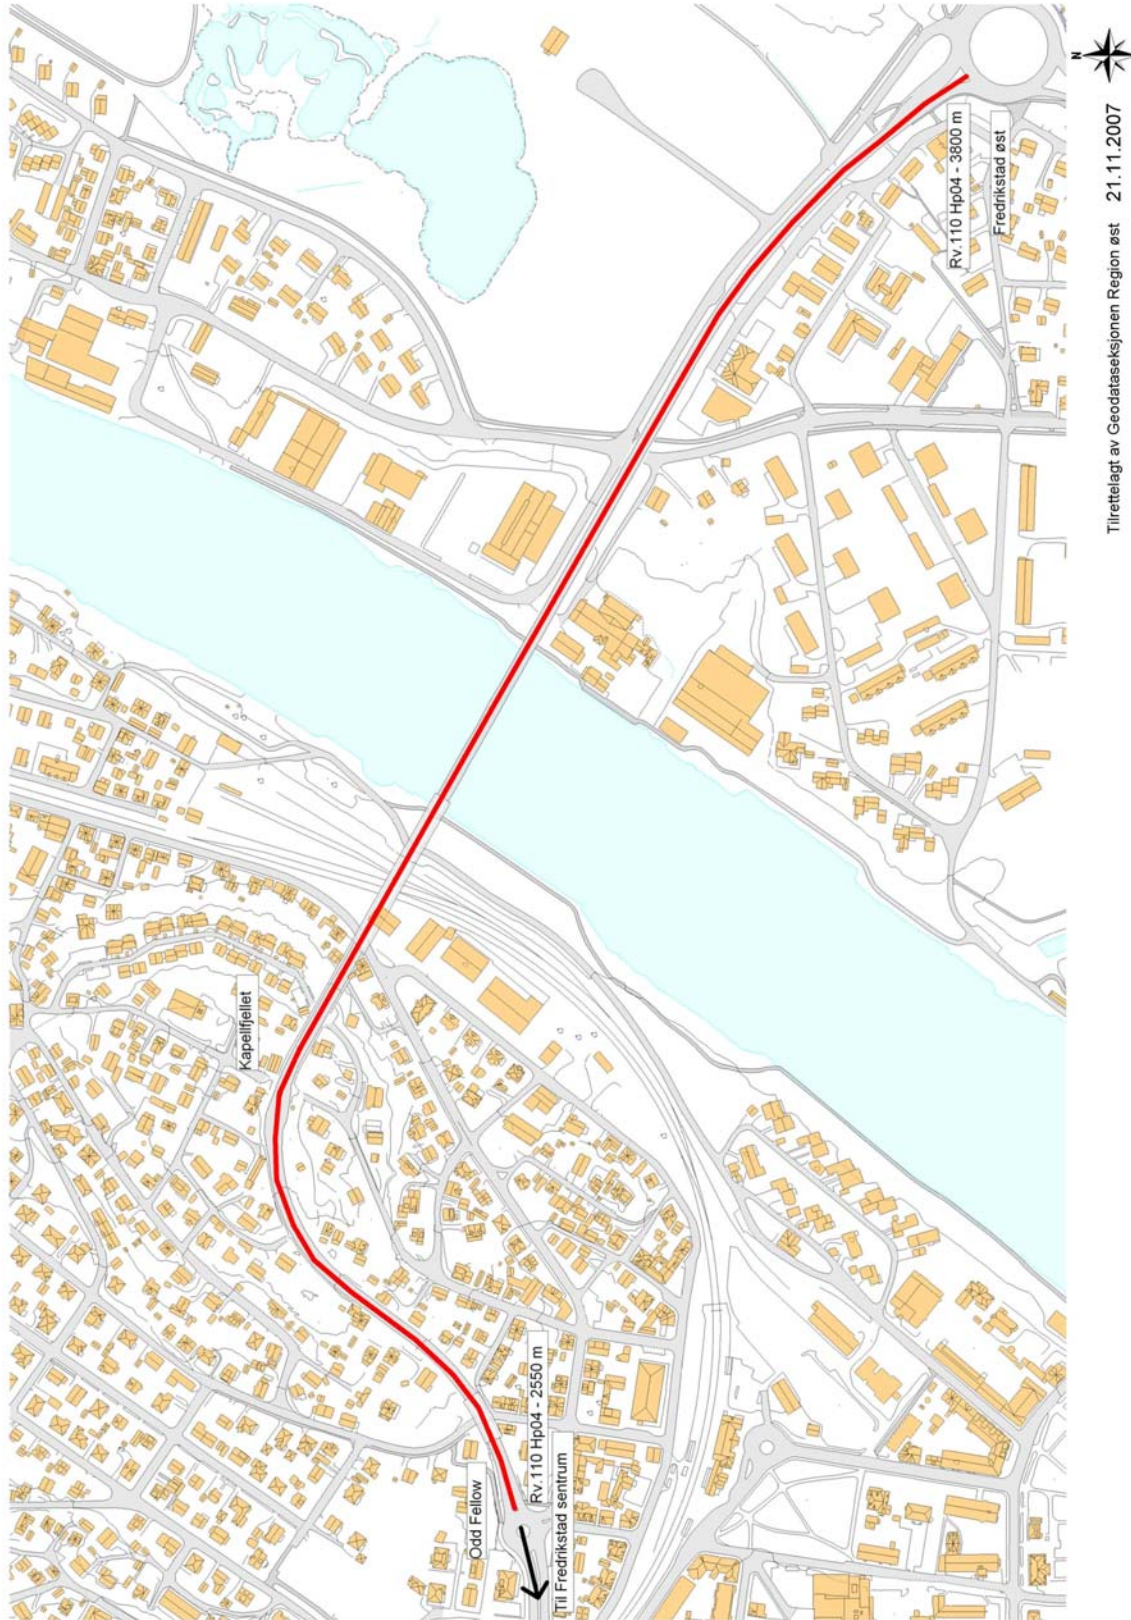 Odd Fellow
Rv.110 Hp04 - 2550 m
Til Fredrikstad sentrum
Kapellfjellet
Rv.110 Hp04 - 3800 m
Fredrikstad øst
N
Tilrettelagt av Geodataseksjonen Region øst 21.11.2007